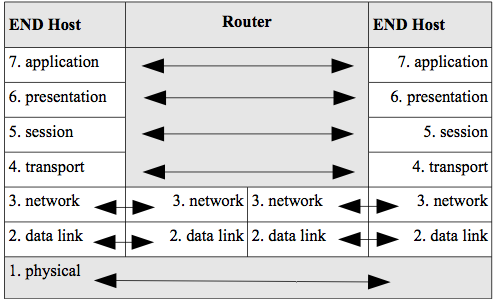 END Host Router END Host
7. application 7. application
6. presentation 6. presentation
5. session 5. session
4. transport 4. transport
3. network 3. network 3. network 3. network
2. data link 2. data link 2. data link 2. data link
1. physical